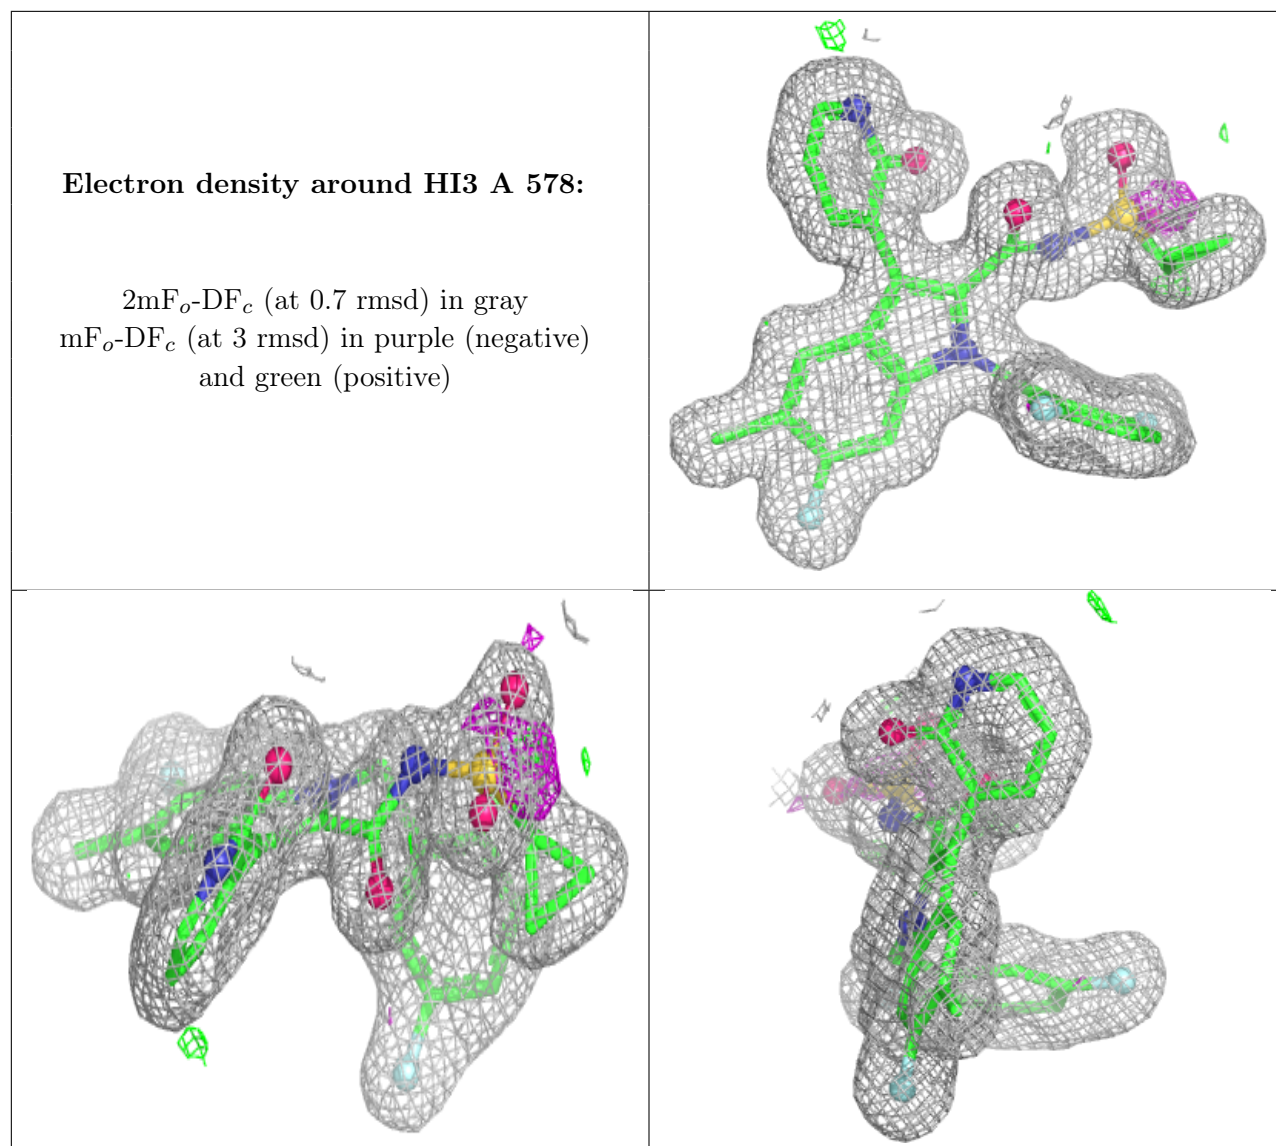 Electron density around HI3 A 578:
2mFo-DFc (at 0.7 rmsd) in gray
mFo-DFc (at 3 rmsd) in purple (negative)
and green (positive)